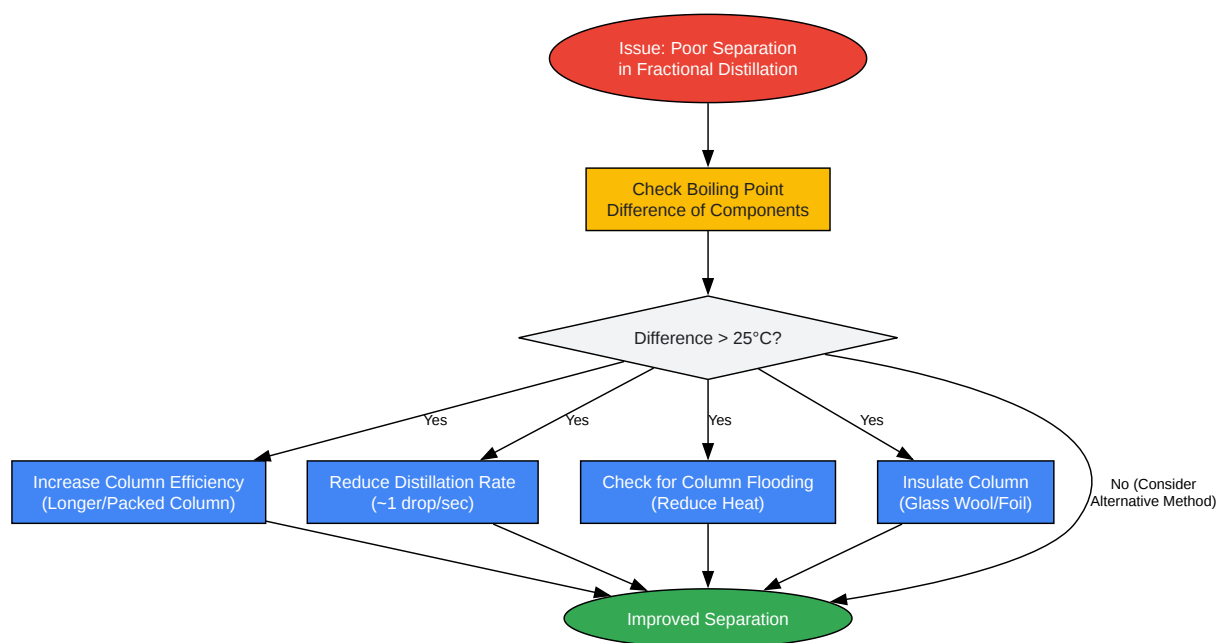 Issue: Poor Separation
in Fractional Distillation
Check Boiling Point
Difference of Components
Difference > 25°C?
Yes
Yes
Yes
Yes
Increase Column Efficiency
(Longer/Packed Column)
Reduce Distillation Rate
(~1 drop/sec)
Check for Column Flooding
(Reduce Heat)
Insulate Column
(Glass Wool/Foil)
No (Consider
Alternative Method)
Improved Separation